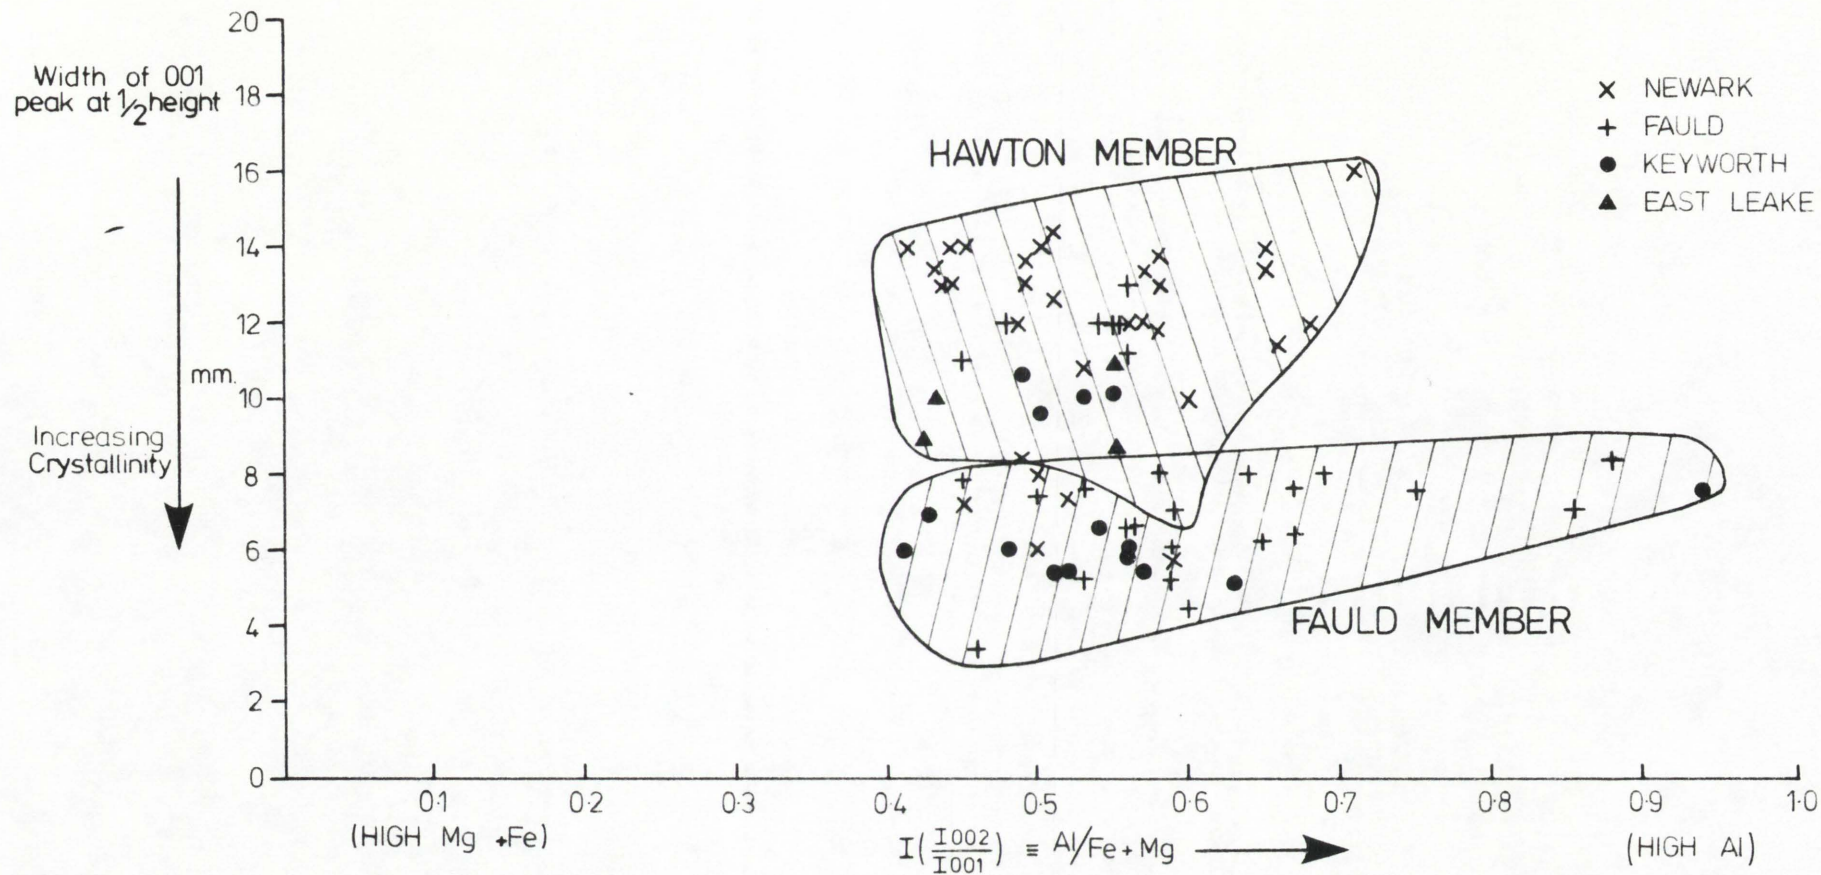 20
Width of 001
peak at 1/2 height
18
16
14
12
mm.
10
Increasing
Crystallinity
8
6
4
2
0
HAWTON MEMBER
FAULD MEMBER
× NEWARK
+ FAULD
● KEYWORTH
▲ EAST LEAKE
0·1 0·2 0·3 0·4 0·5 0·6 0·7 0·8 0·9 1·0
(HIGH Mg +Fe)
I(I002/I001) ≡ Al/Fe+Mg
(HIGH Al)